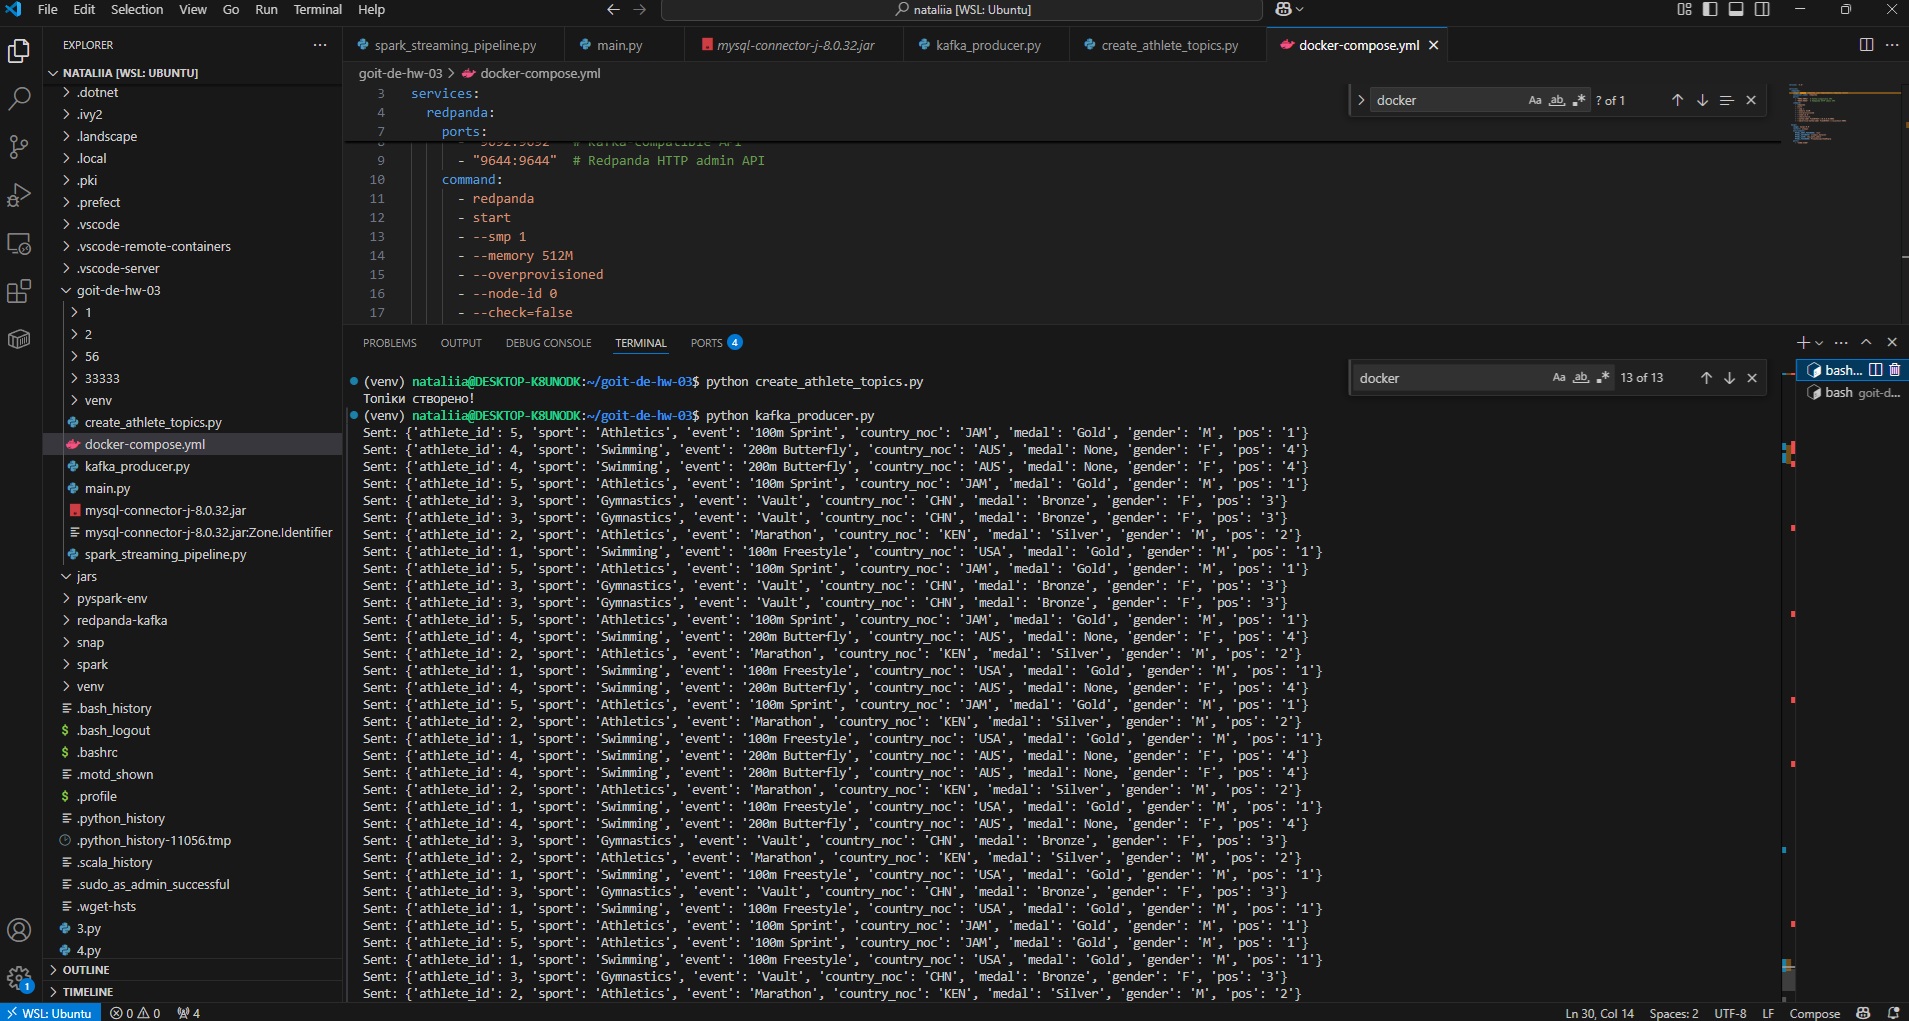 File Edit Selection View Go Run Terminal Help
nataliia [WSL: Ubuntu]
EXPLORER
NATALIIA [WSL: UBUNTU]
.dotnet
.ivy2
.landscape
.local
.pki
.prefect
.vscode
.vscode-remote-containers
.vscode-server
goit-de-hw-03
1
2
56
33333
venv
create_athlete_topics.py
docker-compose.yml
kafka_producer.py
main.py
mysql-connector-j-8.0.32.jar
mysql-connector-j-8.0.32.jar:Zone.Identifier
spark_streaming_pipeline.py
jars
pyspark-env
redpanda-kafka
snap
spark
venv
.bash_history
.bash_logout
.bashrc
.motd_shown
.profile
.python_history
.python_history-11056.tmp
.scala_history
.sudo_as_admin_successful
.wget-hsts
3.py
4.py
OUTLINE
TIMELINE
spark_streaming_pipeline.py main.py mysql-connector-j-8.0.32.jar kafka_producer.py create_athlete_topics.py docker-compose.yml
goit-de-hw-03 > docker-compose.yml
docker Aa ab ? of 1
3 services:
4 redpanda:
7 ports:
9 - "9644:9644" # Redpanda HTTP admin API
10 command:
11 - redpanda
12 - start
13 - --smp 1
14 - --memory 512M
15 - --overprovisioned
16 - --node-id 0
17 - --check=false
PROBLEMS OUTPUT DEBUG CONSOLE TERMINAL PORTS 4
docker Aa ab 13 of 13
bash...
bash goit-d...
(venv) nataliia@DESKTOP-K8UNODK:~/goit-de-hw-03$ python create_athlete_topics.py
Топіки створено!
(venv) nataliia@DESKTOP-K8UNODK:~/goit-de-hw-03$ python kafka_producer.py
Sent: {'athlete_id': 5, 'sport': 'Athletics', 'event': '100m Sprint', 'country_noc': 'JAM', 'medal': 'Gold', 'gender': 'M', 'pos': '1'}
Sent: {'athlete_id': 4, 'sport': 'Swimming', 'event': '200m Butterfly', 'country_noc': 'AUS', 'medal': None, 'gender': 'F', 'pos': '4'}
Sent: {'athlete_id': 4, 'sport': 'Swimming', 'event': '200m Butterfly', 'country_noc': 'AUS', 'medal': None, 'gender': 'F', 'pos': '4'}
Sent: {'athlete_id': 5, 'sport': 'Athletics', 'event': '100m Sprint', 'country_noc': 'JAM', 'medal': 'Gold', 'gender': 'M', 'pos': '1'}
Sent: {'athlete_id': 3, 'sport': 'Gymnastics', 'event': 'Vault', 'country_noc': 'CHN', 'medal': 'Bronze', 'gender': 'F', 'pos': '3'}
Sent: {'athlete_id': 3, 'sport': 'Gymnastics', 'event': 'Vault', 'country_noc': 'CHN', 'medal': 'Bronze', 'gender': 'F', 'pos': '3'}
Sent: {'athlete_id': 2, 'sport': 'Athletics', 'event': 'Marathon', 'country_noc': 'KEN', 'medal': 'Silver', 'gender': 'M', 'pos': '2'}
Sent: {'athlete_id': 1, 'sport': 'Swimming', 'event': '100m Freestyle', 'country_noc': 'USA', 'medal': 'Gold', 'gender': 'M', 'pos': '1'}
Sent: {'athlete_id': 5, 'sport': 'Athletics', 'event': '100m Sprint', 'country_noc': 'JAM', 'medal': 'Gold', 'gender': 'M', 'pos': '1'}
Sent: {'athlete_id': 3, 'sport': 'Gymnastics', 'event': 'Vault', 'country_noc': 'CHN', 'medal': 'Bronze', 'gender': 'F', 'pos': '3'}
Sent: {'athlete_id': 3, 'sport': 'Gymnastics', 'event': 'Vault', 'country_noc': 'CHN', 'medal': 'Bronze', 'gender': 'F', 'pos': '3'}
Sent: {'athlete_id': 5, 'sport': 'Athletics', 'event': '100m Sprint', 'country_noc': 'JAM', 'medal': 'Gold', 'gender': 'M', 'pos': '1'}
Sent: {'athlete_id': 4, 'sport': 'Swimming', 'event': '200m Butterfly', 'country_noc': 'AUS', 'medal': None, 'gender': 'F', 'pos': '4'}
Sent: {'athlete_id': 2, 'sport': 'Athletics', 'event': 'Marathon', 'country_noc': 'KEN', 'medal': 'Silver', 'gender': 'M', 'pos': '2'}
Sent: {'athlete_id': 1, 'sport': 'Swimming', 'event': '100m Freestyle', 'country_noc': 'USA', 'medal': 'Gold', 'gender': 'M', 'pos': '1'}
Sent: {'athlete_id': 4, 'sport': 'Swimming', 'event': '200m Butterfly', 'country_noc': 'AUS', 'medal': None, 'gender': 'F', 'pos': '4'}
Sent: {'athlete_id': 5, 'sport': 'Athletics', 'event': '100m Sprint', 'country_noc': 'JAM', 'medal': 'Gold', 'gender': 'M', 'pos': '1'}
Sent: {'athlete_id': 2, 'sport': 'Athletics', 'event': 'Marathon', 'country_noc': 'KEN', 'medal': 'Silver', 'gender': 'M', 'pos': '2'}
Sent: {'athlete_id': 1, 'sport': 'Swimming', 'event': '100m Freestyle', 'country_noc': 'USA', 'medal': 'Gold', 'gender': 'M', 'pos': '1'}
Sent: {'athlete_id': 4, 'sport': 'Swimming', 'event': '200m Butterfly', 'country_noc': 'AUS', 'medal': None, 'gender': 'F', 'pos': '4'}
Sent: {'athlete_id': 4, 'sport': 'Swimming', 'event': '200m Butterfly', 'country_noc': 'AUS', 'medal': None, 'gender': 'F', 'pos': '4'}
Sent: {'athlete_id': 2, 'sport': 'Athletics', 'event': 'Marathon', 'country_noc': 'KEN', 'medal': 'Silver', 'gender': 'M', 'pos': '2'}
Sent: {'athlete_id': 1, 'sport': 'Swimming', 'event': '100m Freestyle', 'country_noc': 'USA', 'medal': 'Gold', 'gender': 'M', 'pos': '1'}
Sent: {'athlete_id': 4, 'sport': 'Swimming', 'event': '200m Butterfly', 'country_noc': 'AUS', 'medal': None, 'gender': 'F', 'pos': '4'}
Sent: {'athlete_id': 3, 'sport': 'Gymnastics', 'event': 'Vault', 'country_noc': 'CHN', 'medal': 'Bronze', 'gender': 'F', 'pos': '3'}
Sent: {'athlete_id': 2, 'sport': 'Athletics', 'event': 'Marathon', 'country_noc': 'KEN', 'medal': 'Silver', 'gender': 'M', 'pos': '2'}
Sent: {'athlete_id': 1, 'sport': 'Swimming', 'event': '100m Freestyle', 'country_noc': 'USA', 'medal': 'Gold', 'gender': 'M', 'pos': '1'}
Sent: {'athlete_id': 3, 'sport': 'Gymnastics', 'event': 'Vault', 'country_noc': 'CHN', 'medal': 'Bronze', 'gender': 'F', 'pos': '3'}
Sent: {'athlete_id': 1, 'sport': 'Swimming', 'event': '100m Freestyle', 'country_noc': 'USA', 'medal': 'Gold', 'gender': 'M', 'pos': '1'}
Sent: {'athlete_id': 5, 'sport': 'Athletics', 'event': '100m Sprint', 'country_noc': 'JAM', 'medal': 'Gold', 'gender': 'M', 'pos': '1'}
Sent: {'athlete_id': 5, 'sport': 'Athletics', 'event': '100m Sprint', 'country_noc': 'JAM', 'medal': 'Gold', 'gender': 'M', 'pos': '1'}
Sent: {'athlete_id': 1, 'sport': 'Swimming', 'event': '100m Freestyle', 'country_noc': 'USA', 'medal': 'Gold', 'gender': 'M', 'pos': '1'}
Sent: {'athlete_id': 3, 'sport': 'Gymnastics', 'event': 'Vault', 'country_noc': 'CHN', 'medal': 'Bronze', 'gender': 'F', 'pos': '3'}
Sent: {'athlete_id': 2, 'sport': 'Athletics', 'event': 'Marathon', 'country_noc': 'KEN', 'medal': 'Silver', 'gender': 'M', 'pos': '2'}
1
WSL: Ubuntu 0 0 4 Ln 30, Col 14 Spaces: 2 UTF-8 LF Compose